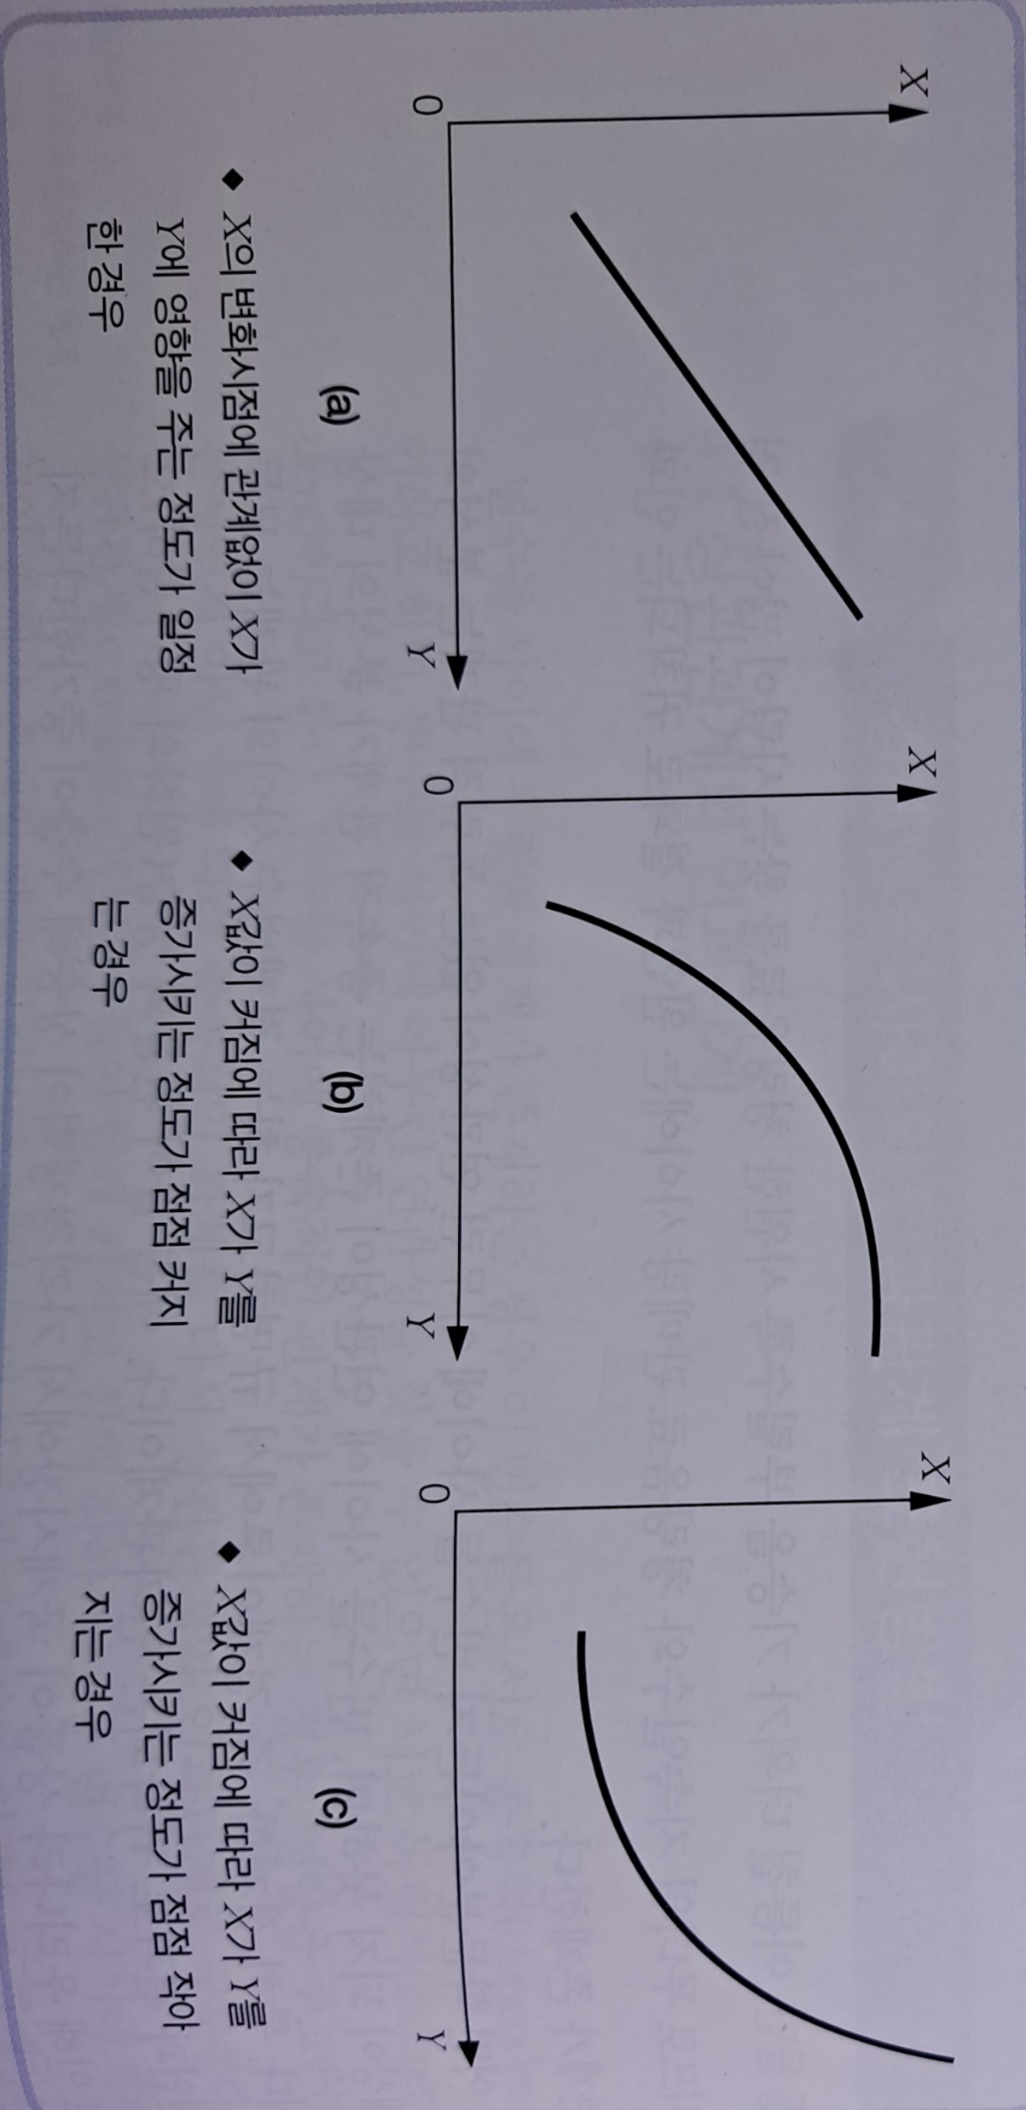 X
0
Y
(a)
◆ X의 변화시점에 관계없이 X가
Y에 영향을 주는 정도가 일정
한 경우
X
0
Y
(b)
◆ X값이 커짐에 따라 X가 Y를
증가시키는 정도가 점점 커지
는 경우
X
0
Y
(c)
◆ X값이 커짐에 따라 X가 Y를
증가시키는 정도가 점점 작아
지는 경우